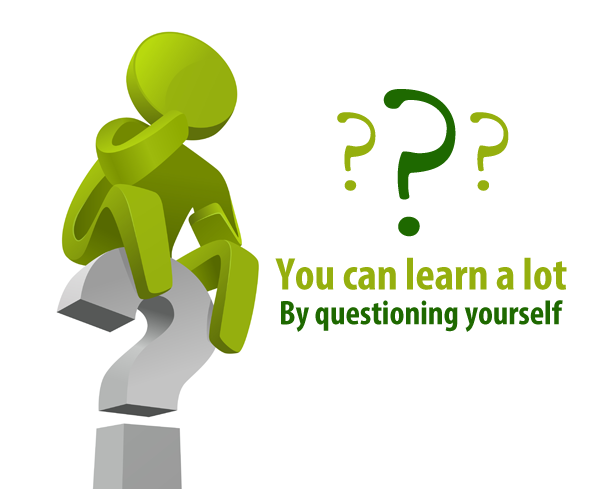 ? ? ?
You can learn a lot
By questioning yourself